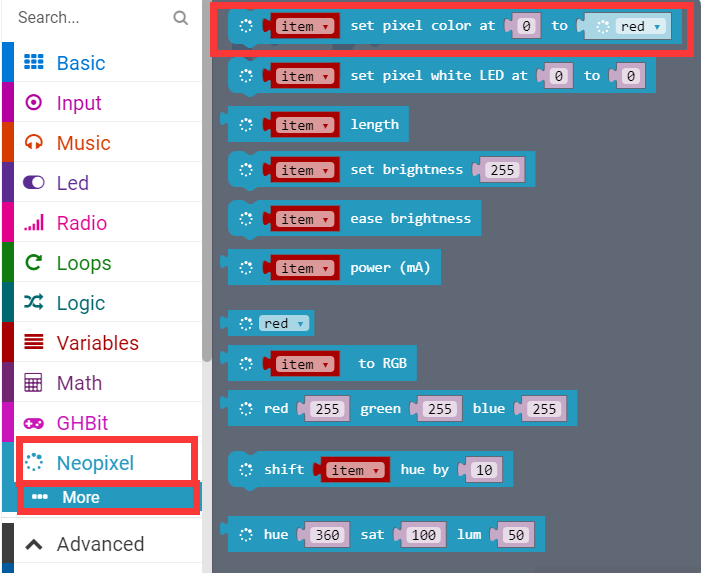 Search...
Basic
Input
Music
Led
Radio
Loops
Logic
Variables
Math
GHBit
Neopixel
More
Advanced
item set pixel color at 0 to red
item set pixel white LED at 0 to 0
item length
item set brightness 255
item ease brightness
item power (mA)
red
item to RGB
red 255 green 255 blue 255
shift item hue by 10
hue 360 sat 100 lum 50